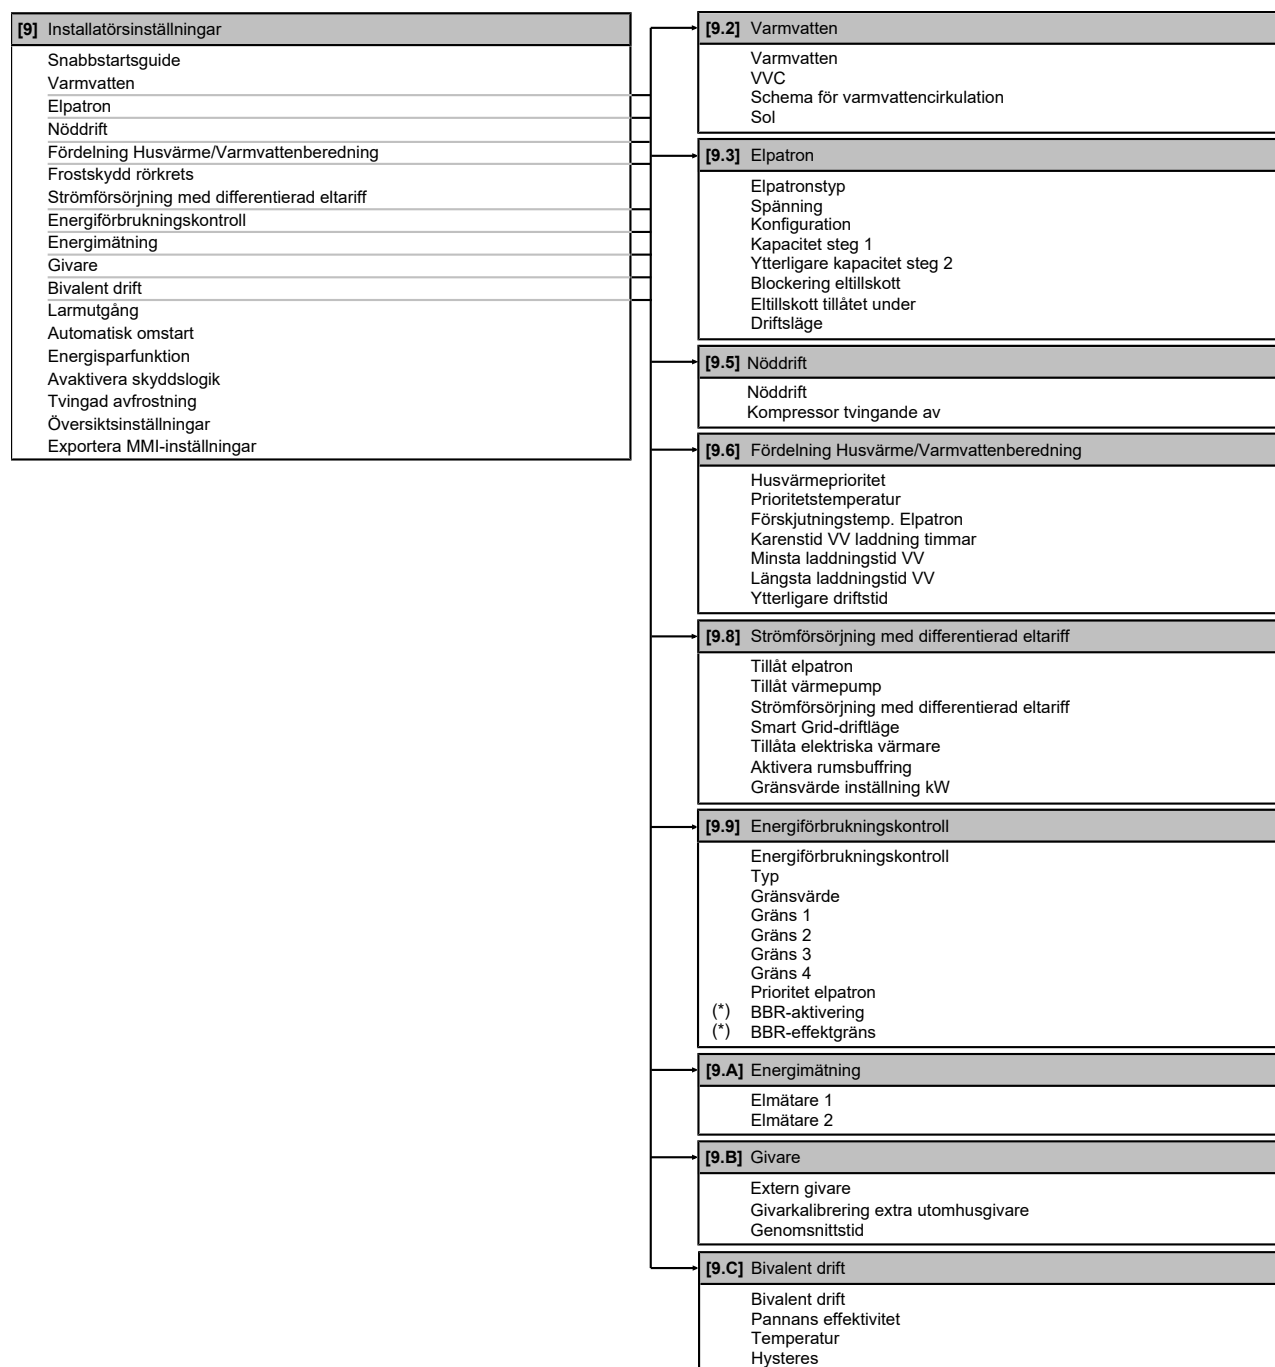 [9] Installatörsinställningar
Snabbstartsguide
Varmvatten
Elpatron
Nöddrift
Fördelning Husvärme/Varmvattenberedning
Frostskydd rörkrets
Strömförsörjning med differentierad eltariff
Energiförbrukningskontroll
Energimätning
Givare
Bivalent drift
Larmutgång
Automatisk omstart
Energisparfunktion
Avaktivera skyddslogik
Tvingad avfrostning
Översiktsinställningar
Exportera MMI-inställningar
[9.2] Varmvatten
Varmvatten
VVC
Schema för varmvattencirkulation
Sol
[9.3] Elpatron
Elpatronstyp
Spänning
Konfiguration
Kapacitet steg 1
Ytterligare kapacitet steg 2
Blockering eltillskott
Eltillskott tillåtet under
Driftsläge
[9.5] Nöddrift
Nöddrift
Kompressor tvingande av
[9.6] Fördelning Husvärme/Varmvattenberedning
Husvärmeprioritet
Prioritetstemperatur
Förskjutningstemp. Elpatron
Karenstid VV laddning timmar
Minsta laddningstid VV
Längsta laddningstid VV
Ytterligare driftstid
[9.8] Strömförsörjning med differentierad eltariff
Tillåt elpatron
Tillåt värmepump
Strömförsörjning med differentierad eltariff
Smart Grid-driftläge
Tillåta elektriska värmare
Aktivera rumsbuffring
Gränsvärde inställning kW
[9.9] Energiförbrukningskontroll
Energiförbrukningskontroll
Typ
Gränsvärde
Gräns 1
Gräns 2
Gräns 3
Gräns 4
Prioritet elpatron
(*) BBR-aktivering
(*) BBR-effektgräns
[9.A] Energimätning
Elmätare 1
Elmätare 2
[9.B] Givare
Extern givare
Givarkalibrering extra utomhusgivare
Genomsnittstid
[9.C] Bivalent drift
Bivalent drift
Pannans effektivitet
Temperatur
Hysteres